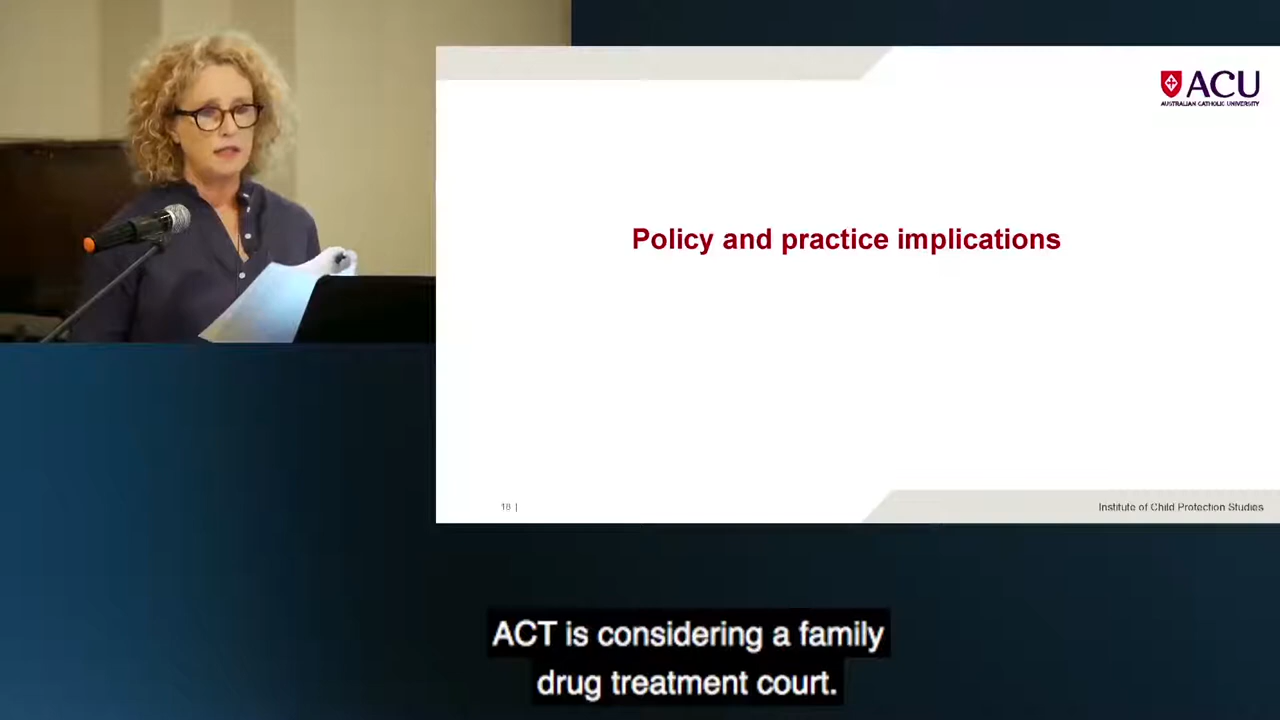 ACU
AUSTRALIAN CATHOLIC UNIVERSITY
Policy and practice implications
18 |
Institute of Child Protection Studies
ACT is considering a family
drug treatment court.